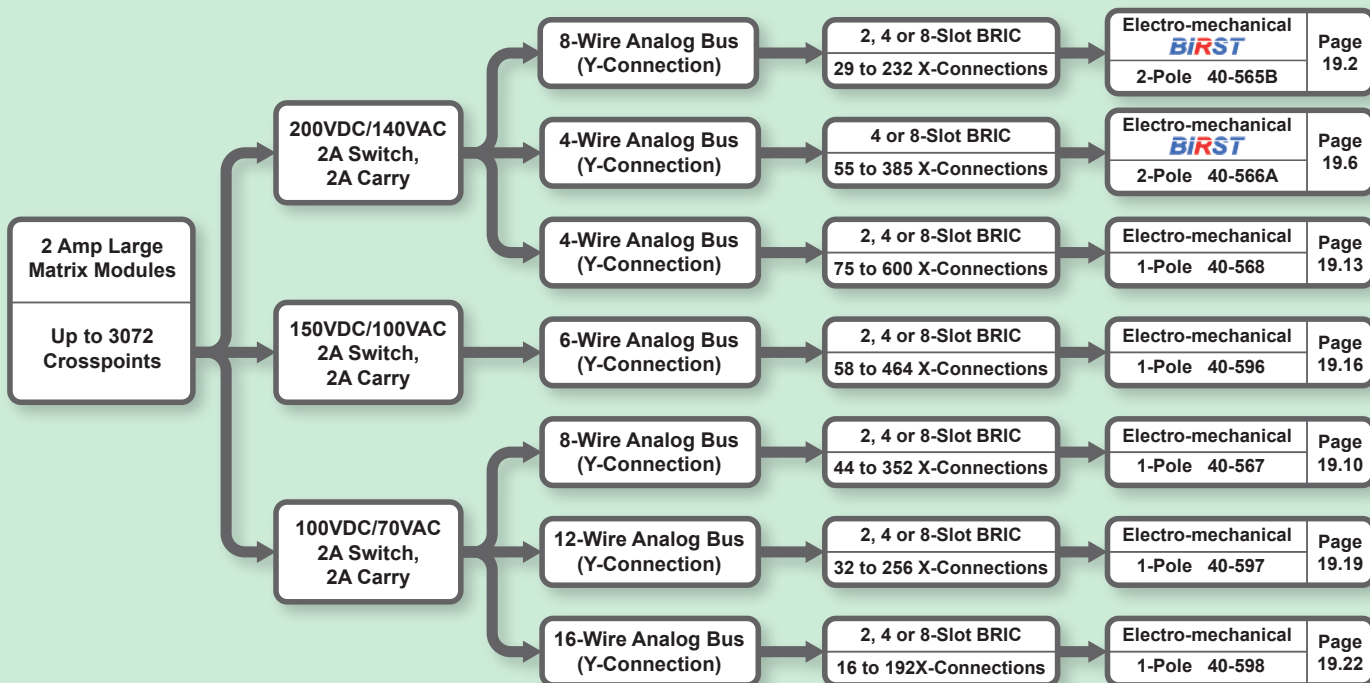 2 Amp Large
Matrix Modules
Up to 3072
Crosspoints
200VDC/140VAC
2A Switch,
2A Carry
8-Wire Analog Bus
(Y-Connection)
2, 4 or 8-Slot BRIC
29 to 232 X-Connections
Electro-mechanical
BiRST
2-Pole 40-565B
Page
19.2
4-Wire Analog Bus
(Y-Connection)
4 or 8-Slot BRIC
55 to 385 X-Connections
Electro-mechanical
BiRST
2-Pole 40-566A
Page
19.6
4-Wire Analog Bus
(Y-Connection)
2, 4 or 8-Slot BRIC
75 to 600 X-Connections
Electro-mechanical
1-Pole 40-568
Page
19.13
150VDC/100VAC
2A Switch,
2A Carry
6-Wire Analog Bus
(Y-Connection)
2, 4 or 8-Slot BRIC
58 to 464 X-Connections
Electro-mechanical
1-Pole 40-596
Page
19.16
100VDC/70VAC
2A Switch,
2A Carry
8-Wire Analog Bus
(Y-Connection)
2, 4 or 8-Slot BRIC
44 to 352 X-Connections
Electro-mechanical
1-Pole 40-567
Page
19.10
12-Wire Analog Bus
(Y-Connection)
2, 4 or 8-Slot BRIC
32 to 256 X-Connections
Electro-mechanical
1-Pole 40-597
Page
19.19
16-Wire Analog Bus
(Y-Connection)
2, 4 or 8-Slot BRIC
16 to 192X-Connections
Electro-mechanical
1-Pole 40-598
Page
19.22